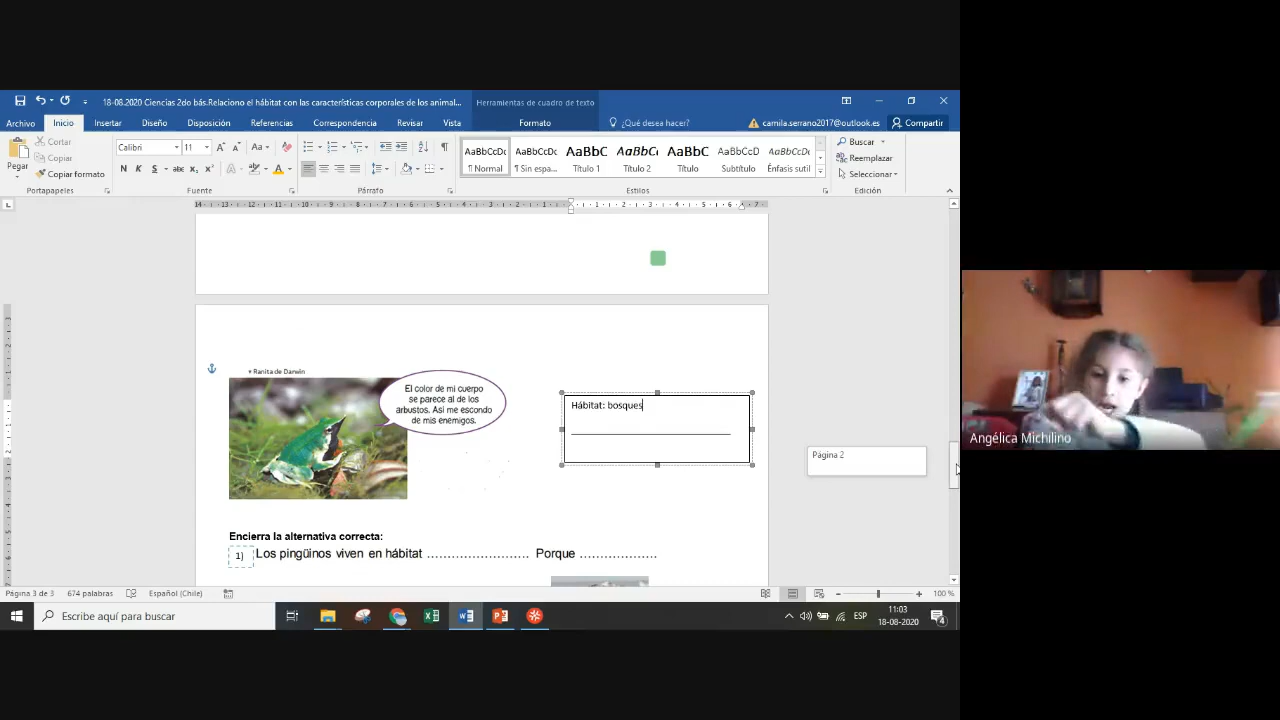 18-08.2020 Ciencias 2do bás.Relaciono el hábitat con las características corporales de los animal...
Herramientas de cuadro de texto
Archivo
Inicio
Insertar
Diseño
Disposición
Referencias
Correspondencia
Revisar
Vista
Formato
¿Qué desea hacer?
camila.serrano2017@outlook.es
Compartir
Pegar
Cortar
Copiar
Copiar formato
Portapapeles
Calibri
11
N K S abc x₂ x²
Fuente
Párrafo
AaBbCcDc
¶ Normal
AaBbCcDc
¶ Sin espa...
AaBbC
Título 1
AaBbCc
Título 2
AaBbC
Título
AaBbCcD
Subtítulo
AaBbCcDc
Énfasis sutil
Estilos
Buscar
Reemplazar
Seleccionar
Edición
Ranita de Darwin
El color de mi cuerpo
se parece al de los
arbustos. Así me escondo
de mis enemigos.
Hábitat: bosques
Página 2
Encierra la alternativa correcta:
1) Los pingüinos viven en hábitat ........................ Porque ...................
Angélica Michilino
Página 3 de 3
674 palabras
Español (Chile)
100 %
Escribe aquí para buscar
ESP
11:03
18-08-2020
4